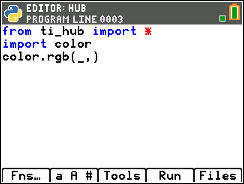 EDITOR: HUB
PROGRAM LINE 0003
from ti_hub import *
import color
color.rgb(_,)
Fns… a A # Tools Run Files